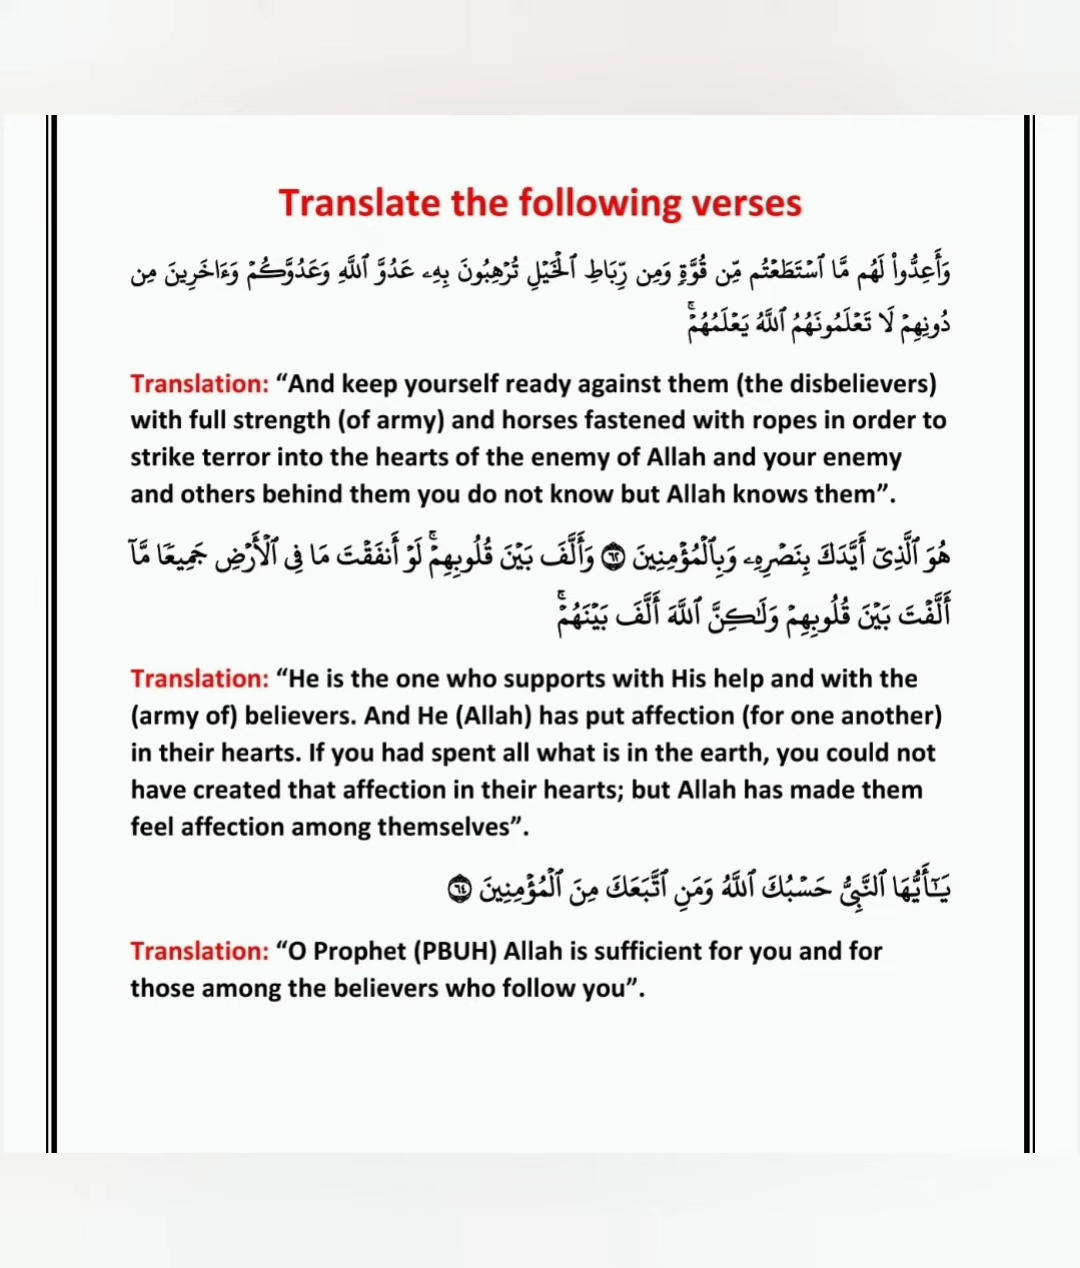 Translate the following verses
وَأَعِدُّواْ لَهُم مَّا ٱسْتَطَعْتُم مِّن قُوَّةٍ وَمِن رِّبَاطِ ٱلْخَيْلِ تُرْهِبُونَ بِهِۦ عَدُوَّ ٱللَّهِ وَعَدُوَّكُمْ وَءَاخَرِينَ مِن
دُونِهِمْ لَا تَعْلَمُونَهُمُ ٱللَّهُ يَعْلَمُهُمْۚ
Translation: “And keep yourself ready against them (the disbelievers)
with full strength (of army) and horses fastened with ropes in order to
strike terror into the hearts of the enemy of Allah and your enemy
and others behind them you do not know but Allah knows them”.
هُوَ ٱلَّذِىٓ أَيَّدَكَ بِنَصْرِهِۦ وَبِٱلْمُؤْمِنِينَ ٦٢ وَأَلَّفَ بَيْنَ قُلُوبِهِمْۚ لَوْ أَنفَقْتَ مَا فِى ٱلْأَرْضِ جَمِيعًا مَّآ
أَلَّفْتَ بَيْنَ قُلُوبِهِمْ وَلَٰكِنَّ ٱللَّهَ أَلَّفَ بَيْنَهُمْۚ
Translation: “He is the one who supports with His help and with the
(army of) believers. And He (Allah) has put affection (for one another)
in their hearts. If you had spent all what is in the earth, you could not
have created that affection in their hearts; but Allah has made them
feel affection among themselves”.
يَٰٓأَيُّهَا ٱلنَّبِىُّ حَسْبُكَ ٱللَّهُ وَمَنِ ٱتَّبَعَكَ مِنَ ٱلْمُؤْمِنِينَ ٦٤
Translation: “O Prophet (PBUH) Allah is sufficient for you and for
those among the believers who follow you”.